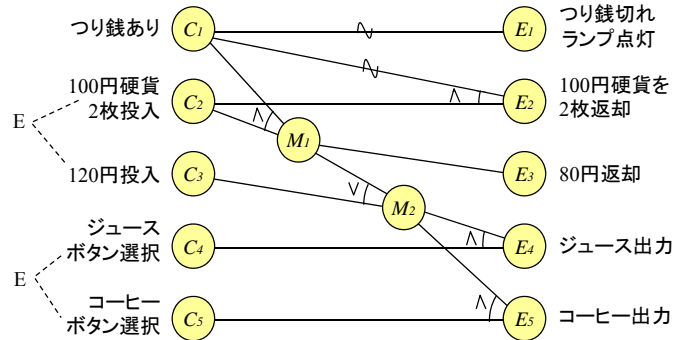 つり銭あり
C1
E1
つり銭切れ
ランプ点灯
100円硬貨
2枚投入
C2
∧
E2
100円硬貨を
2枚返却
E
∧
M1
120円投入
C3
∨
M2
E3
80円返却
ジュース
ボタン選択
C4
∧
E4
ジュース出力
E
コーヒー
ボタン選択
C5
∧
E5
コーヒー出力